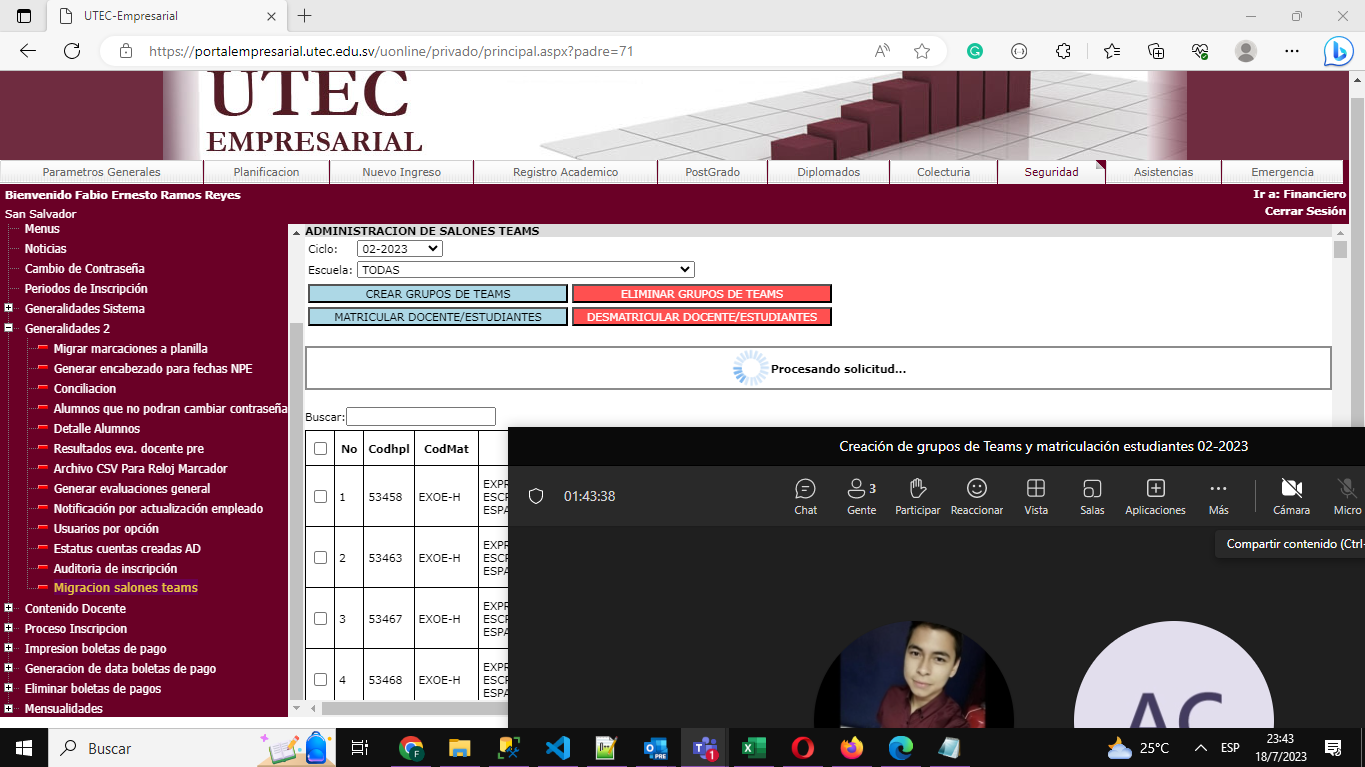 UTEC-Empresarial
https://portalempresarial.utec.edu.sv/uonline/privado/principal.aspx?padre=71
UTEC
EMPRESARIAL
Parametros Generales
Planificacion
Nuevo Ingreso
Registro Academico
PostGrado
Diplomados
Colecturia
Seguridad
Asistencias
Emergencia
Bienvenido Fabio Ernesto Ramos Reyes
Ir a: Financiero
San Salvador
Cerrar Sesión
Menus
Noticias
Cambio de Contraseña
Periodos de Inscripción
Generalidades Sistema
Generalidades 2
Migrar marcaciones a planilla
Generar encabezado para fechas NPE
Conciliacion
Alumnos que no podran cambiar contraseña
Detalle Alumnos
Resultados eva. docente pre
Archivo CSV Para Reloj Marcador
Generar evaluaciones general
Notificación por actualización empleado
Usuarios por opción
Estatus cuentas creadas AD
Auditoria de inscripción
Migracion salones teams
Contenido Docente
Proceso Inscripcion
Impresion boletas de pago
Generacion de data boletas de pago
Eliminar boletas de pagos
Mensualidades
ADMINISTRACION DE SALONES TEAMS
Ciclo: 02-2023
Escuela: TODAS
CREAR GRUPOS DE TEAMS
ELIMINAR GRUPOS DE TEAMS
MATRICULAR DOCENTE/ESTUDIANTES
DESMATRICULAR DOCENTE/ESTUDIANTES
Procesando solicitud...
Buscar:
No Codhpl CodMat
1 53458 EXOE-H EXPR
ESCR
ESPA
2 53463 EXOE-H EXPR
ESCR
ESPA
3 53467 EXOE-H EXPR
ESCR
ESPA
4 53468 EXOE-H EXPR
ESCR
ESPA
Creación de grupos de Teams y matriculación estudiantes 02-2023
01:43:38
Chat
3
Gente
Participar
Reaccionar
Vista
Salas
Aplicaciones
Más
Cámara
Micro
Compartir contenido (Ctrl-
AC
Buscar
PRE
1
25°C
ESP
23:43
18/7/2023